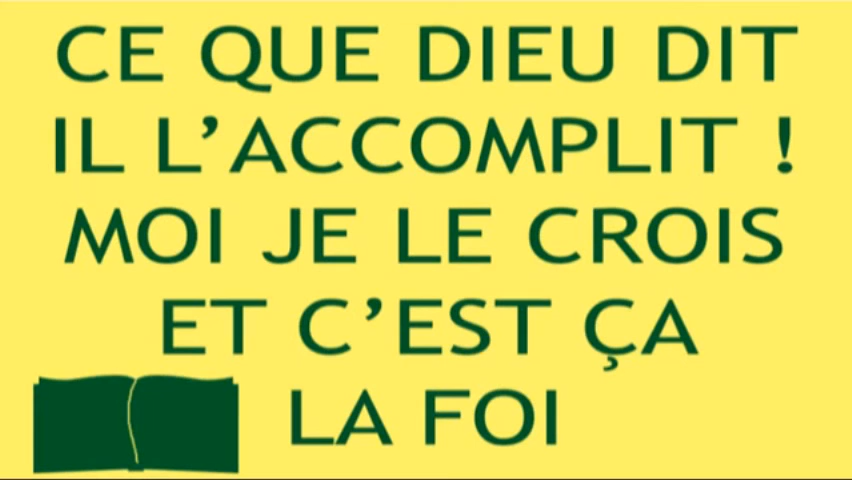 CE QUE DIEU DIT
IL L’ACCOMPLIT !
MOI JE LE CROIS
ET C’EST ÇA
LA FOI